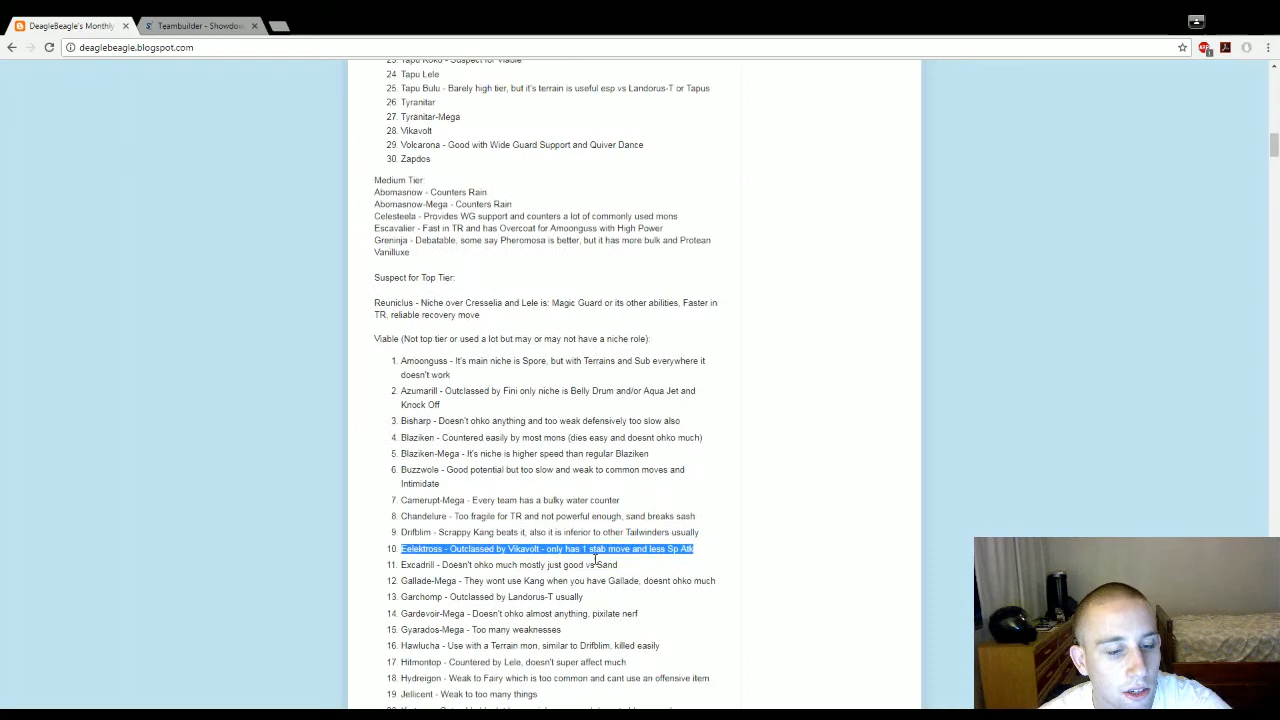 DeagleBeagle's Monthly
Teambuilder - Showdow
deaglebeagle.blogspot.com
23. Tapu Koko - Suspect for viable
24. Tapu Lele
25. Tapu Bulu - Barely high tier, but it's terrain is useful esp vs Landorus-T or Tapus
26. Tyranitar
27. Tyranitar-Mega
28. Vikavolt
29. Volcarona - Good with Wide Guard Support and Quiver Dance
30. Zapdos
Medium Tier:
Abomasnow - Counters Rain
Abomasnow-Mega - Counters Rain
Celesteela - Provides WG support and counters a lot of commonly used mons
Escavalier - Fast in TR and has Overcoat for Amoonguss with High Power
Greninja - Debatable, some say Pheromosa is better, but it has more bulk and Protean
Vanilluxe
Suspect for Top Tier:
Reuniclus - Niche over Cresselia and Lele is: Magic Guard or its other abilities, Faster in
TR, reliable recovery move
Viable (Not top tier or used a lot but may or may not have a niche role):
1. Amoonguss - It's main niche is Spore, but with Terrains and Sub everywhere it
doesn't work
2. Azumarill - Outclassed by Fini only niche is Belly Drum and/or Aqua Jet and
Knock Off
3. Bisharp - Doesn't ohko anything and too weak defensively too slow also
4. Blaziken - Countered easily by most mons (dies easy and doesnt ohko much)
5. Blaziken-Mega - It's niche is higher speed than regular Blaziken
6. Buzzwole - Good potential but too slow and weak to common moves and
Intimidate
7. Camerupt-Mega - Every team has a bulky water counter
8. Chandelure - Too fragile for TR and not powerful enough, sand breaks sash
9. Drifblim - Scrappy Kang beats it, also it is inferior to other Tailwinders usually
10. Eelektross - Outclassed by Vikavolt - only has 1 stab move and less Sp Atk
11. Excadrill - Doesn't ohko much mostly just good vs Sand
12. Gallade-Mega - They wont use Kang when you have Gallade, doesnt ohko much
13. Garchomp - Outclassed by Landorus-T usually
14. Gardevoir-Mega - Doesn't ohko almost anything, pixilate nerf
15. Gyarados-Mega - Too many weaknesses
16. Hawlucha - Use with a Terrain mon, similar to Drifblim, killed easily
17. Hitmontop - Countered by Lele, doesn't super affect much
18. Hydreigon - Weak to Fairy which is too common and cant use an offensive item
19. Jellicent - Weak to too many things